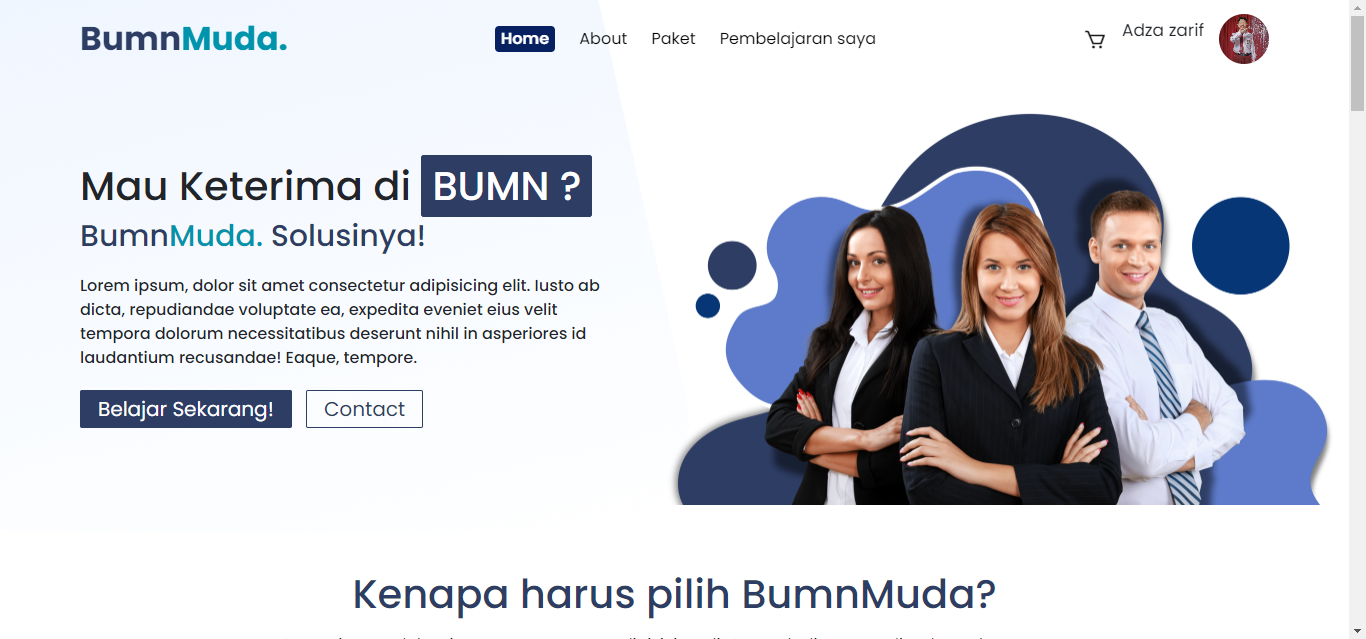 BumnMuda.
Home About Paket Pembelajaran saya
Adza zarif
Mau Keterima di BUMN ?
BumnMuda. Solusinya!
Lorem ipsum, dolor sit amet consectetur adipisicing elit. Iusto ab
dicta, repudiandae voluptate ea, expedita eveniet eius velit
tempora dolorum necessitatibus deserunt nihil in asperiores id
laudantium recusandae! Eaque, tempore.
Belajar Sekarang! Contact
Kenapa harus pilih BumnMuda?